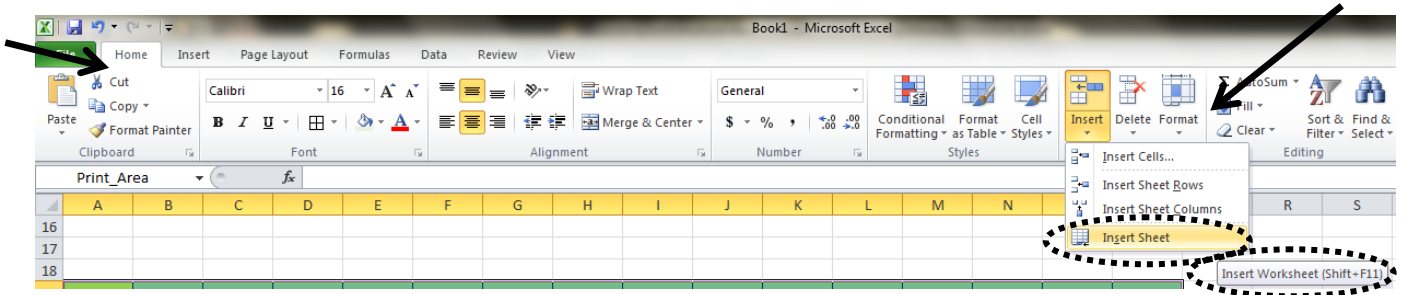 Book1 - Microsoft Excel
File Home Insert Page Layout Formulas Data Review View
Cut
Copy
Format Painter
Paste
Clipboard
Calibri 16 A A
B I U A
Font
Wrap Text
Merge & Center
Alignment
General
$ % , .00 .00
Number
Conditional Formatting
Format as Table
Cell Styles
Styles
Insert Delete Format
Σ AutoSum
Fill
Clear
Sort & Filter
Find & Select
Editing
Print_Area fx
A B C D E F G H I J K L M N R S
16
17
18
Insert Cells...
Insert Sheet Rows
Insert Sheet Columns
Insert Sheet
Insert Worksheet (Shift+F11)